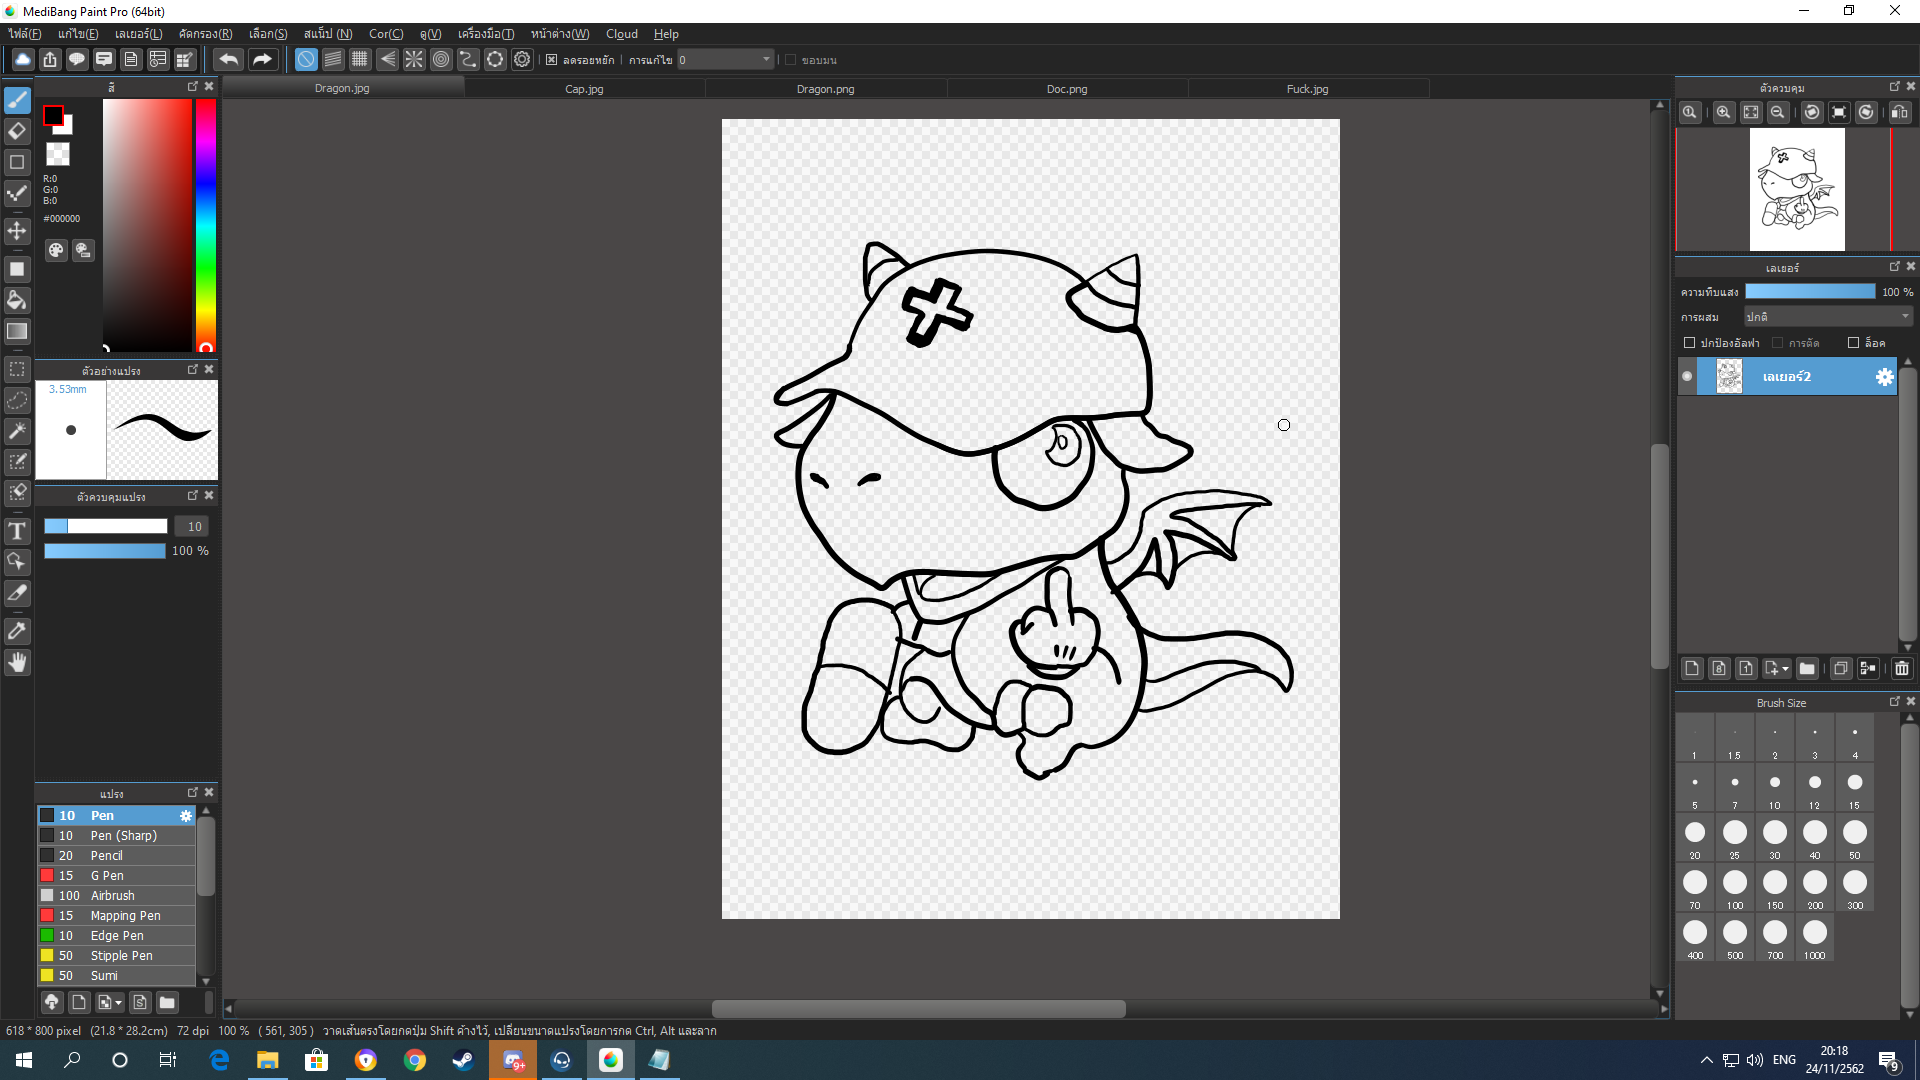 MediBang Paint Pro (64bit)
ไฟล์(F) แก้ไข(E) เลเยอร์(L) คัดกรอง(R) เลือก(S) สแน็ป (N) Cor(C) ดู(V) เครื่องมือ(T) หน้าต่าง(W) Cloud Help
ลดรอยหยัก การแก้ไข 0 ขอบมน
Dragon.jpg Cap.jpg Dragon.png Doc.png Fuck.jpg
สี
R:0
G:0
B:0
#000000
ตัวอย่างแปรง
3.53mm
ตัวควบคุมแปรง
10
100 %
แปรง
10 Pen
10 Pen (Sharp)
20 Pencil
15 G Pen
100 Airbrush
15 Mapping Pen
10 Edge Pen
50 Stipple Pen
50 Sumi
ตัวควบคุม
เลเยอร์
ความทึบแสง 100 %
การผสม ปกติ
ปกป้องอัลฟา การตัด ล็อค
เลเยอร์2
Brush Size
1 1.5 2 3 4
5 7 10 12 15
20 25 30 40 50
70 100 150 200 300
400 500 700 1000
618 * 800 pixel (21.8 * 28.2cm) 72 dpi 100 % ( 561, 305 ) วาดเส้นตรงโดยกดปุ่ม Shift ค้างไว้, เปลี่ยนขนาดแปรงโดยการกด Ctrl, Alt และลาก
9+
ENG
20:18
24/11/2562
9